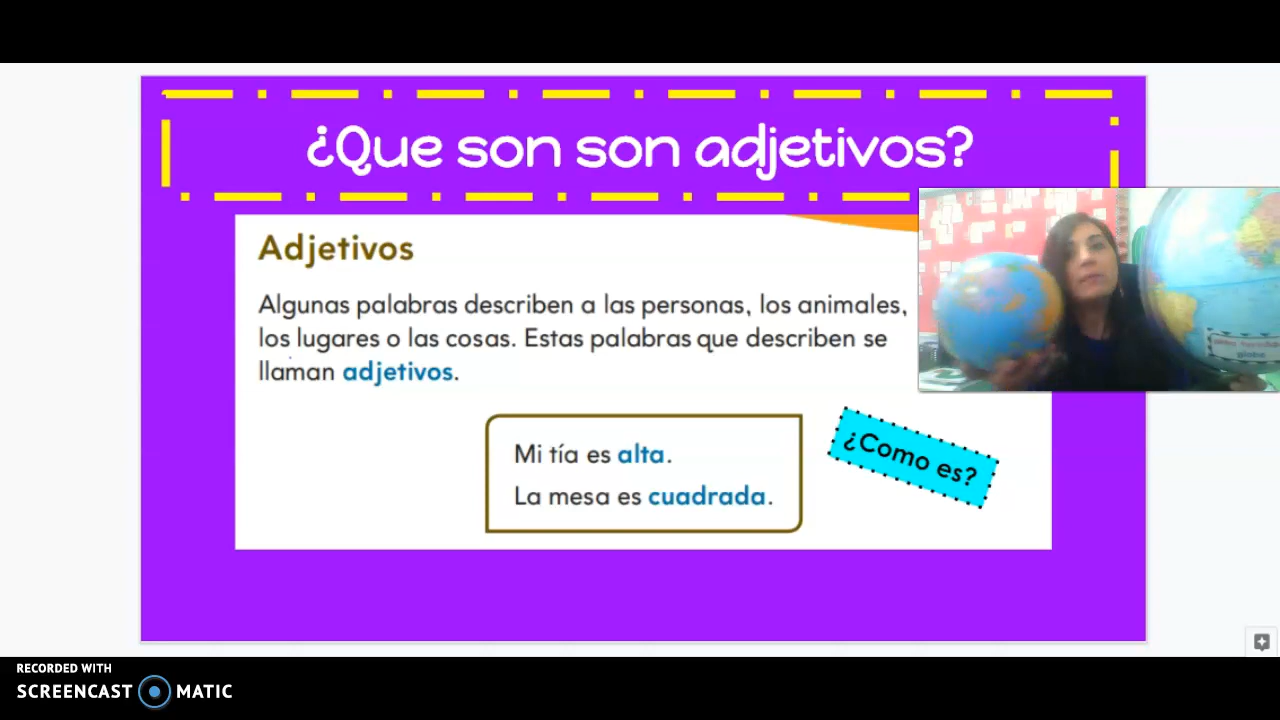 ¿Que son son adjetivos?
Adjetivos
Algunas palabras describen a las personas, los animales,
los lugares o las cosas. Estas palabras que describen se
llaman adjetivos.
Mi tía es alta.
La mesa es cuadrada.
¿Como es?
globo
RECORDED WITH
SCREENCAST MATIC